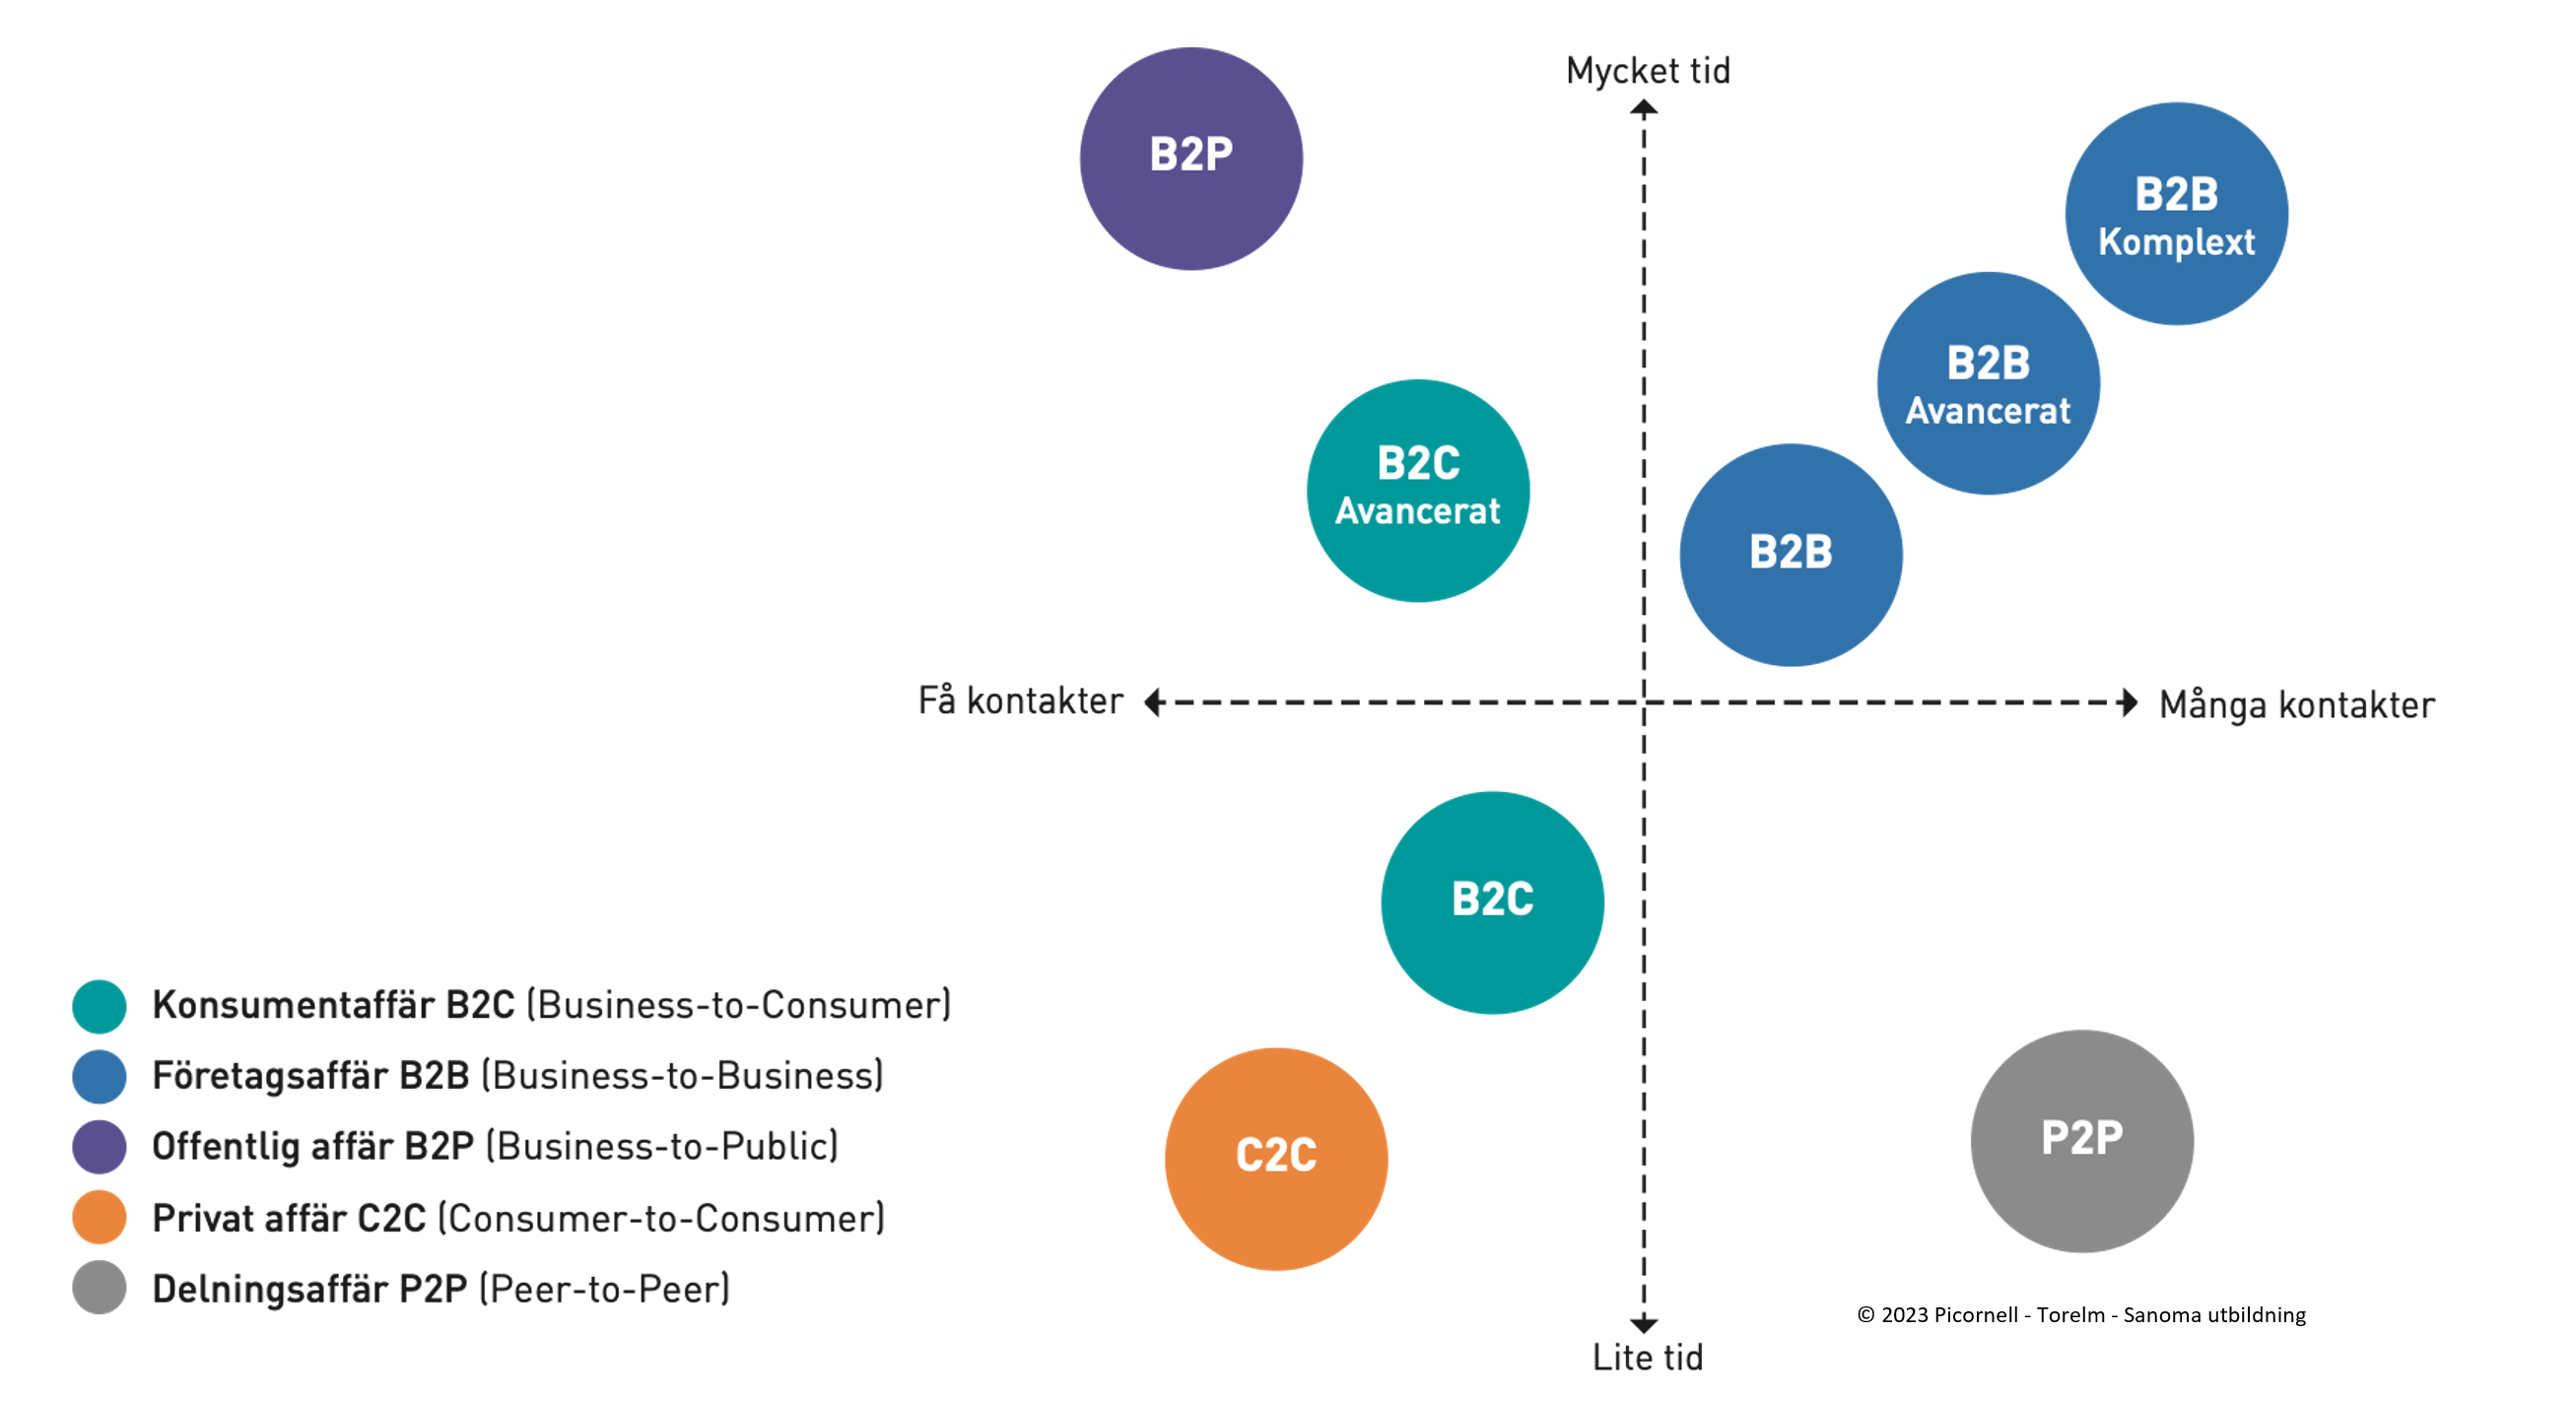 Mycket tid
B2P
B2B
Komplext
B2B
Avancerat
B2C
Avancerat
B2B
Få kontakter
Många kontakter
B2C
C2C
P2P
Konsumentaffär B2C (Business-to-Consumer)
Företagsaffär B2B (Business-to-Business)
Offentlig affär B2P (Business-to-Public)
Privat affär C2C (Consumer-to-Consumer)
Delningsaffär P2P (Peer-to-Peer)
© 2023 Picornell - Torelm - Sanoma utbildning
Lite tid